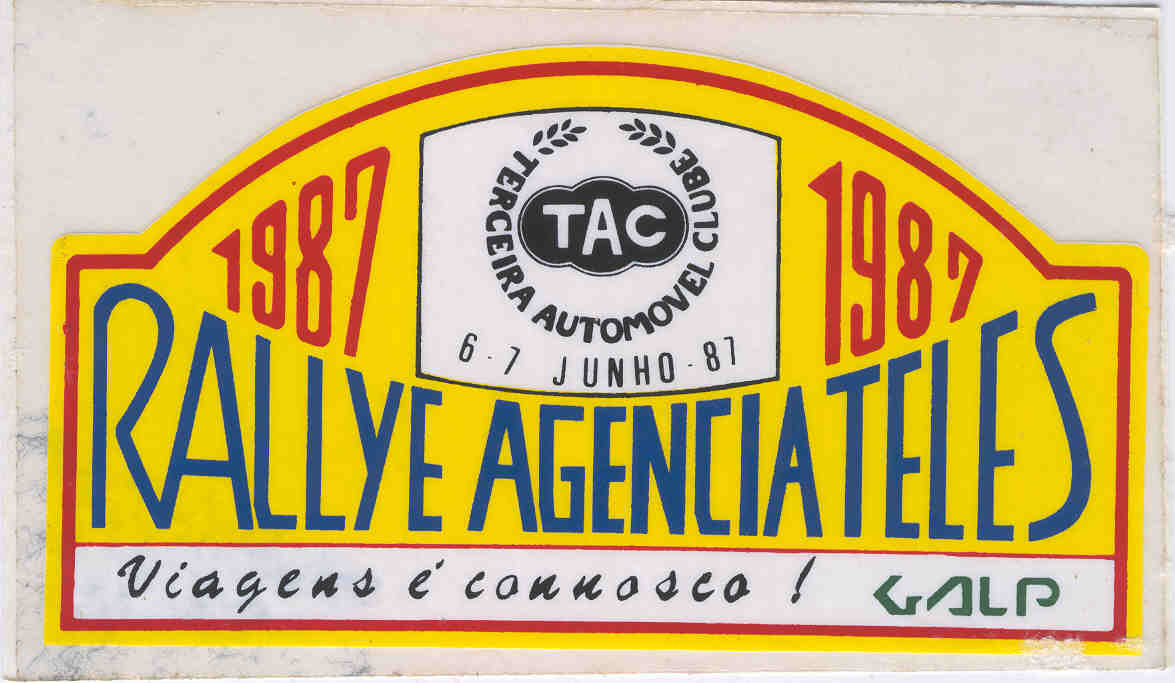 1987
1987
TERCEIRA AUTOMOVEL CLUBE
TAC
6-7 JUNHO-87
RALLYE AGENCIA TELES
Viagens é connosco !
GALP